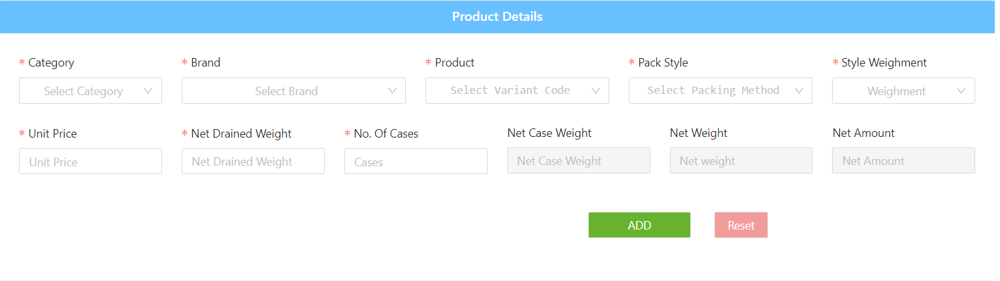 Product Details
* Category * Brand * Product * Pack Style * Style Weighment
Select Category Select Brand Select Variant Code Select Packing Method Weighment
* Unit Price * Net Drained Weight * No. Of Cases Net Case Weight Net Weight Net Amount
Unit Price Net Drained Weight Cases Net Case Weight Net weight Net Amount
ADD Reset